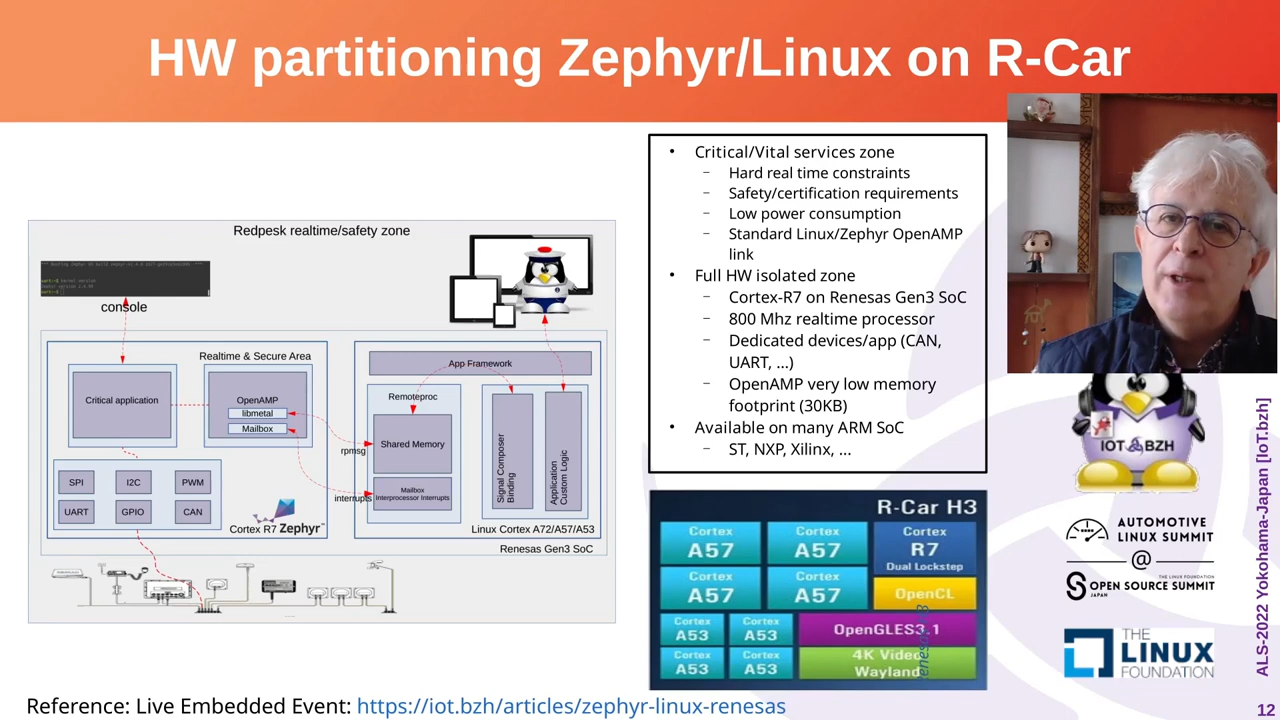 HW partitioning Zephyr/Linux on R-Car
Redpesk realtime/safety zone
console
Realtime & Secure Area
Critical application
OpenAMP
libmetal
Mailbox
SPI
I2C
PWM
UART
GPIO
CAN
Cortex R7 Zephyr™
App Framework
Remoteproc
Shared Memory
rpmsg
Mailbox
Interprocessor Interrupts
interrupts
Signal Composer
Binding
Application
Custom Logic
Linux Cortex A72/A57/A53
Renesas Gen3 SoC
• Critical/Vital services zone
– Hard real time constraints
– Safety/certification requirements
– Low power consumption
– Standard Linux/Zephyr OpenAMP
link
• Full HW isolated zone
– Cortex-R7 on Renesas Gen3 SoC
– 800 Mhz realtime processor
– Dedicated devices/app (CAN,
UART, ...)
– OpenAMP very low memory
footprint (30KB)
• Available on many ARM SoC
– ST, NXP, Xilinx, ...
R-Car H3
Cortex
A57
Cortex
A57
Cortex
R7
Dual Lockstep
Cortex
A57
Cortex
A57
OpenCL
Cortex
A53
Cortex
A53
OpenGLES3.1
Cortex
A53
Cortex
A53
4K Video
Wayland
IOT BZH
AUTOMOTIVE
LINUX SUMMIT
@
THE LINUX FOUNDATION
OPEN SOURCE SUMMIT
JAPAN
THE
LINUX
FOUNDATION
ALS-2022 Yokohama-Japan [IoT.bzh]
Reference: Live Embedded Event: https://iot.bzh/articles/zephyr-linux-renesas
12